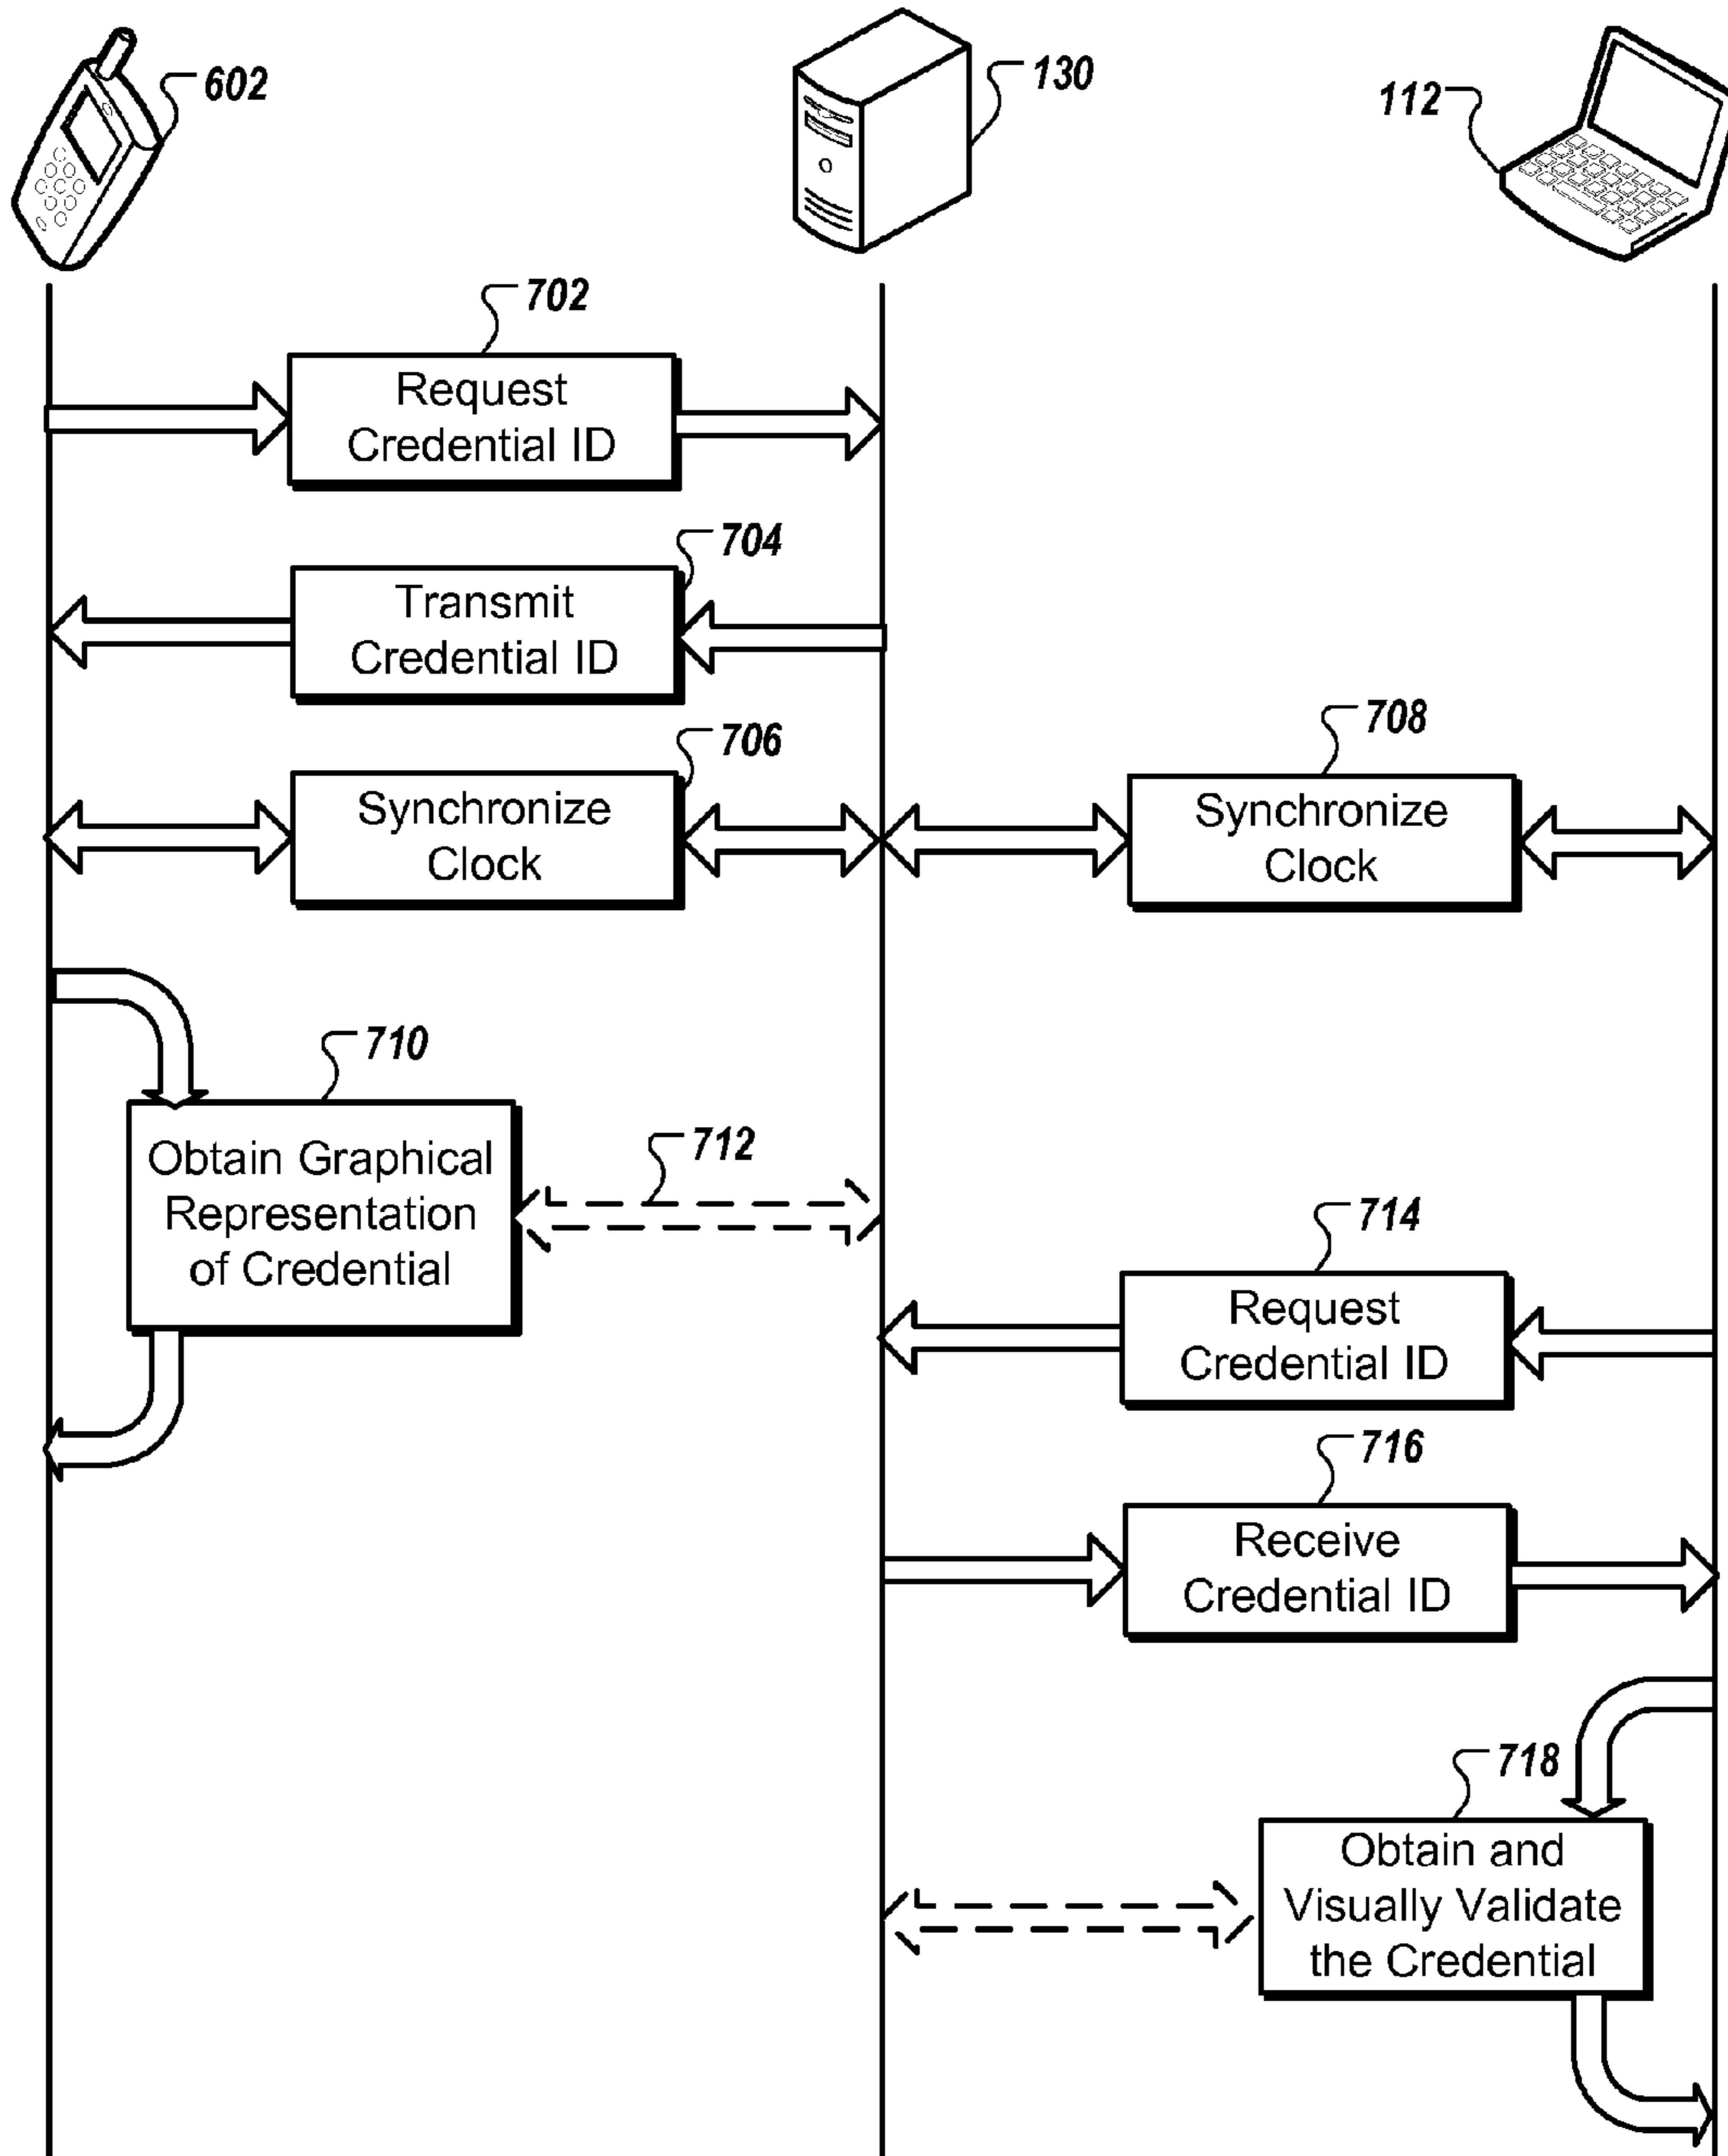 602
130
112
702
Request
Credential ID
704
Transmit
Credential ID
706
Synchronize
Clock
708
Synchronize
Clock
710
Obtain Graphical
Representation
of Credential
712
714
Request
Credential ID
716
Receive
Credential ID
718
Obtain and
Visually Validate
the Credential